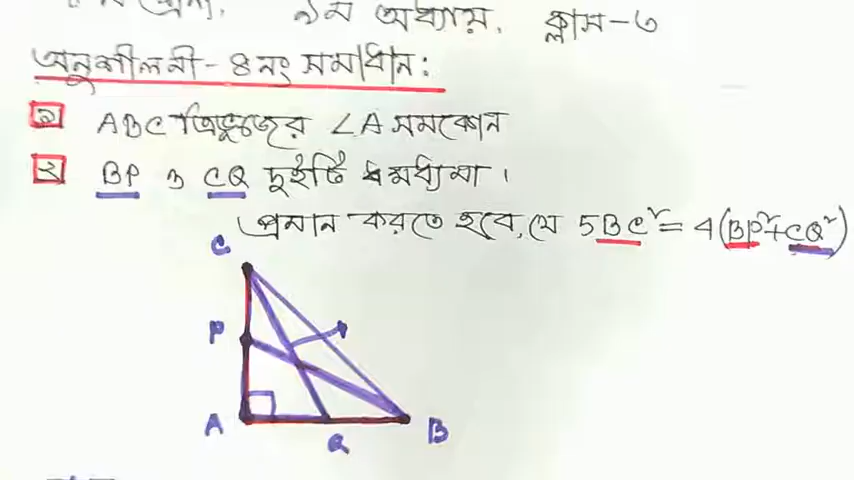 ৯ম অধ্যায়, ক্লাস-৩
অনুশীলনী-৪নং সমাধান:
১ ABC ত্রিভূজের ∠A সমকোন
২ BP ও CQ দুইটি মধ্যমা।
প্রমান করতে হবে, যে 5BC² = 4(BP²+CQ²)
C
P
A
Q
B